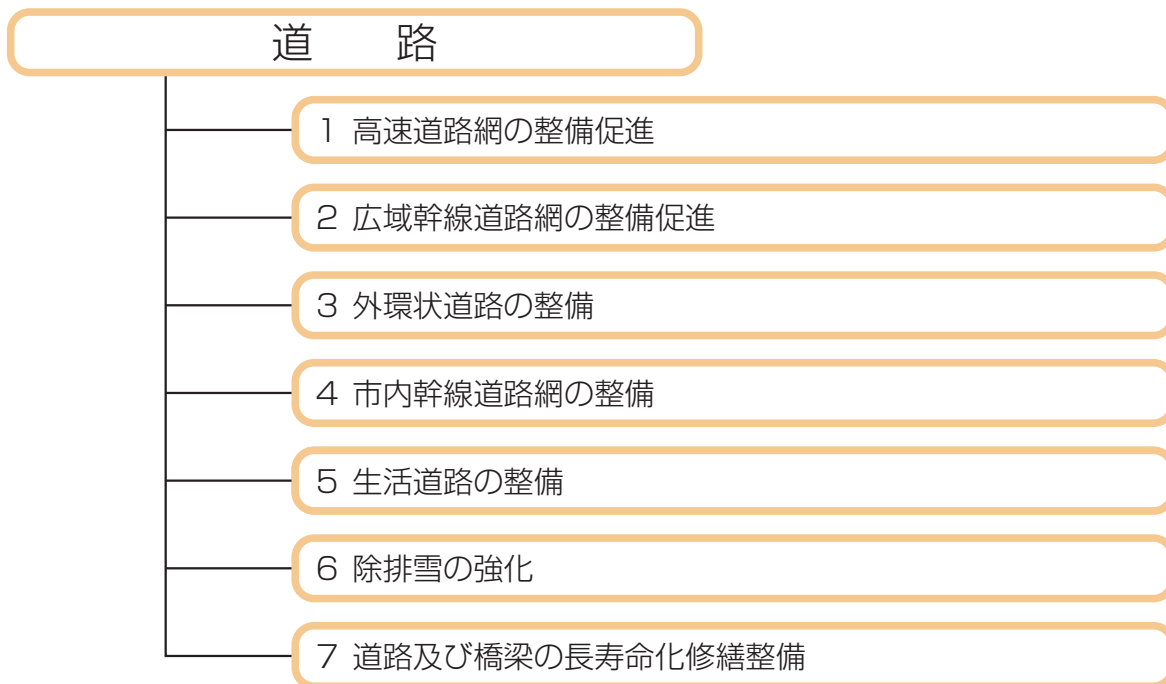 道　路
1 高速道路網の整備促進
2 広域幹線道路網の整備促進
3 外環状道路の整備
4 市内幹線道路網の整備
5 生活道路の整備
6 除排雪の強化
7 道路及び橋梁の長寿命化修繕整備